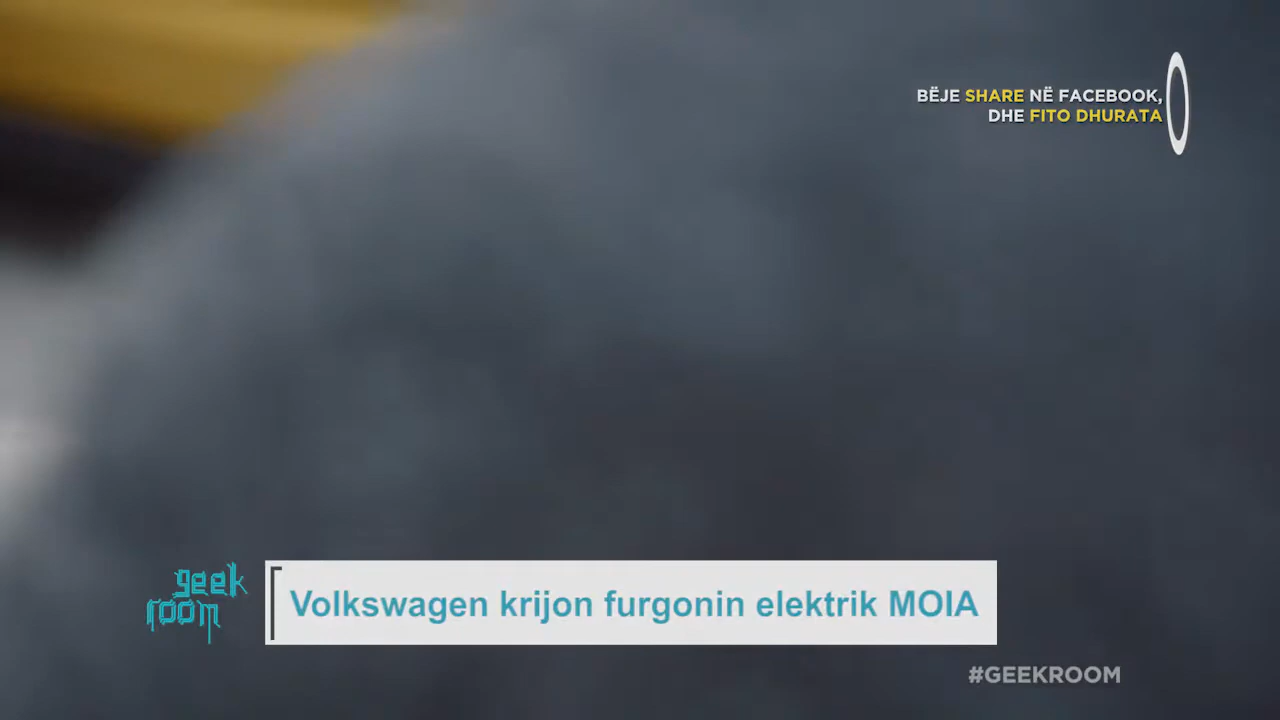 BËJE SHARE NË FACEBOOK,
DHE FITO DHURATA
geek
room
Volkswagen krijon furgonin elektrik MOIA
#GEEKROOM